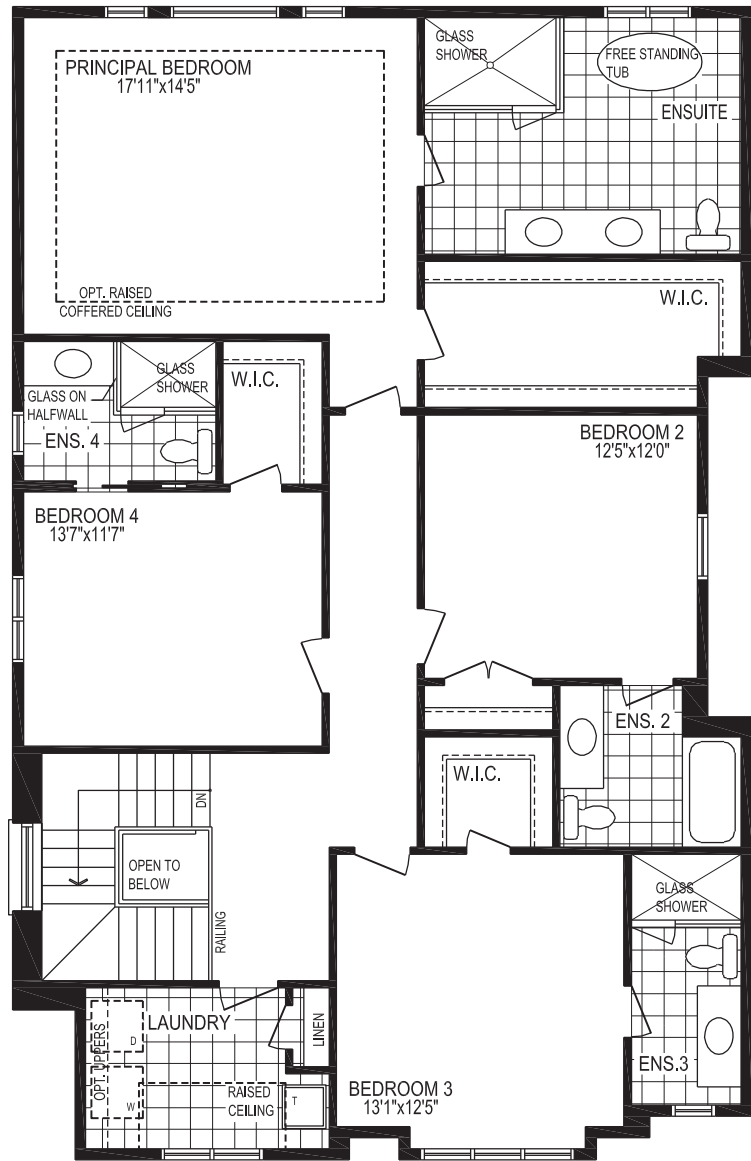 PRINCIPAL BEDROOM
17'11"x14'5"
OPT. RAISED
COFFERED CEILING
GLASS
SHOWER
FREE STANDING
TUB
ENSUITE
W.I.C.
GLASS
SHOWER
GLASS ON
HALFWALL
ENS. 4
W.I.C.
BEDROOM 2
12'5"x12'0"
BEDROOM 4
13'7"x11'7"
ENS. 2
W.I.C.
DN
OPEN TO
BELOW
RAILING
GLASS
SHOWER
LAUNDRY
LINEN
OPT. UPPERS
D
W
RAISED
CEILING
T
BEDROOM 3
13'1"x12'5"
ENS.3